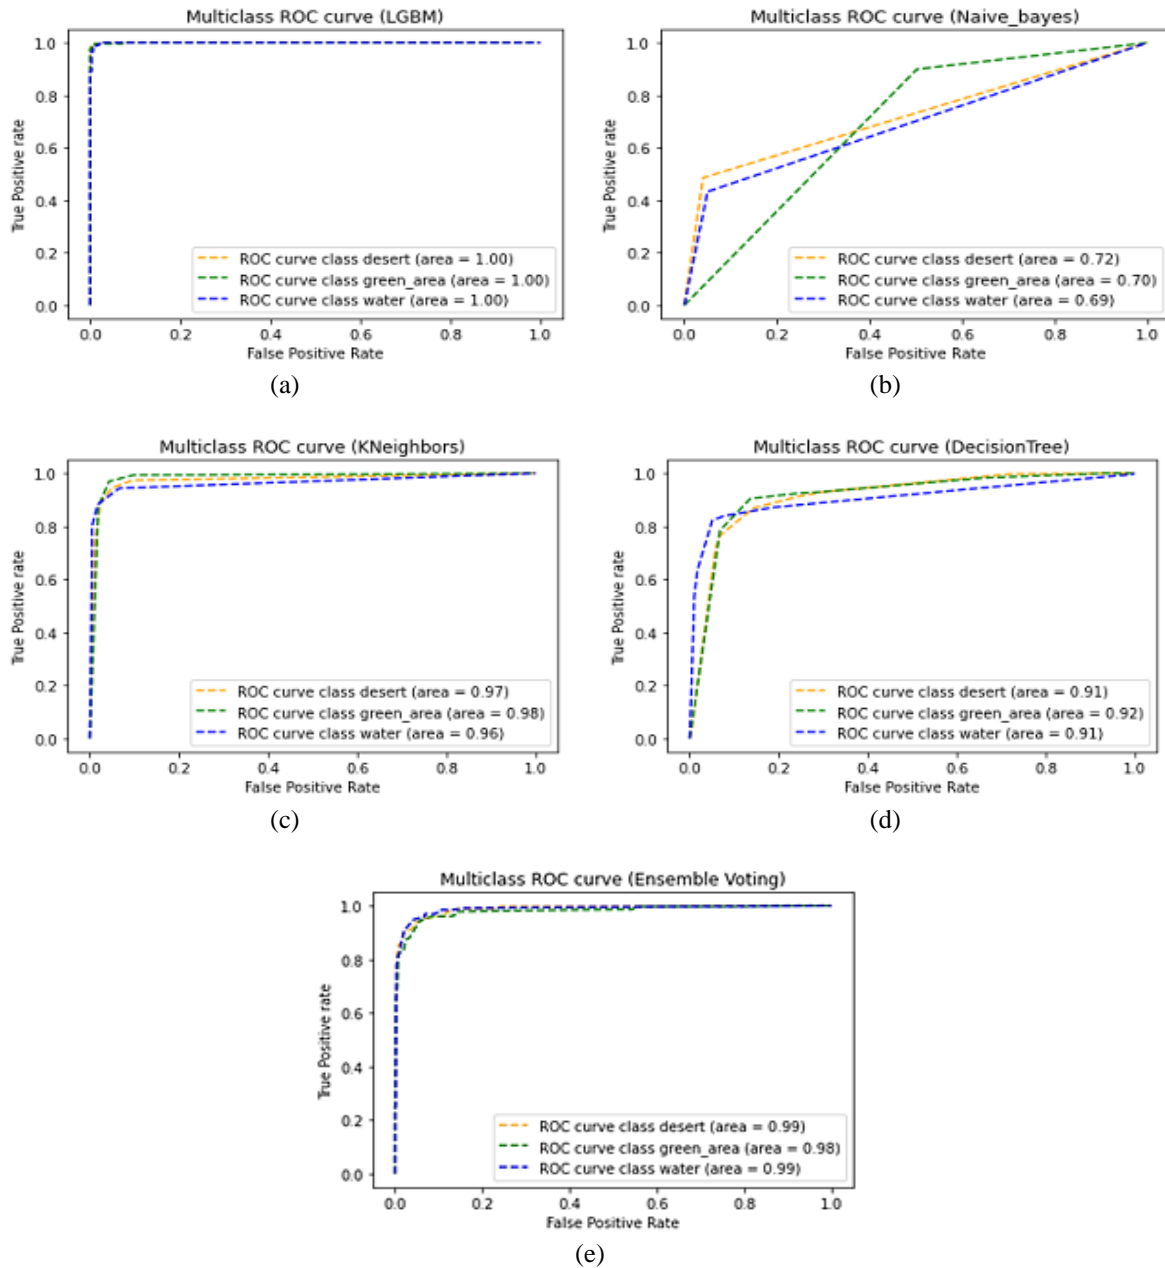 Multiclass ROC curve (LGBM)
True Positive rate
1.0
0.8
0.6
0.4
0.2
0.0
ROC curve class desert (area = 1.00)
ROC curve class green_area (area = 1.00)
ROC curve class water (area = 1.00)
0.0 0.2 0.4 0.6 0.8 1.0
False Positive Rate
(a)
Multiclass ROC curve (Naive_bayes)
True Positive rate
1.0
0.8
0.6
0.4
0.2
0.0
ROC curve class desert (area = 0.72)
ROC curve class green_area (area = 0.70)
ROC curve class water (area = 0.69)
0.0 0.2 0.4 0.6 0.8 1.0
False Positive Rate
(b)
Multiclass ROC curve (KNeighbors)
True Positive rate
1.0
0.8
0.6
0.4
0.2
0.0
ROC curve class desert (area = 0.97)
ROC curve class green_area (area = 0.98)
ROC curve class water (area = 0.96)
0.0 0.2 0.4 0.6 0.8 1.0
False Positive Rate
(c)
Multiclass ROC curve (DecisionTree)
True Positive rate
1.0
0.8
0.6
0.4
0.2
0.0
ROC curve class desert (area = 0.91)
ROC curve class green_area (area = 0.92)
ROC curve class water (area = 0.91)
0.0 0.2 0.4 0.6 0.8 1.0
False Positive Rate
(d)
Multiclass ROC curve (Ensemble Voting)
True Positive rate
1.0
0.8
0.6
0.4
0.2
0.0
ROC curve class desert (area = 0.99)
ROC curve class green_area (area = 0.98)
ROC curve class water (area = 0.99)
0.0 0.2 0.4 0.6 0.8 1.0
False Positive Rate
(e)